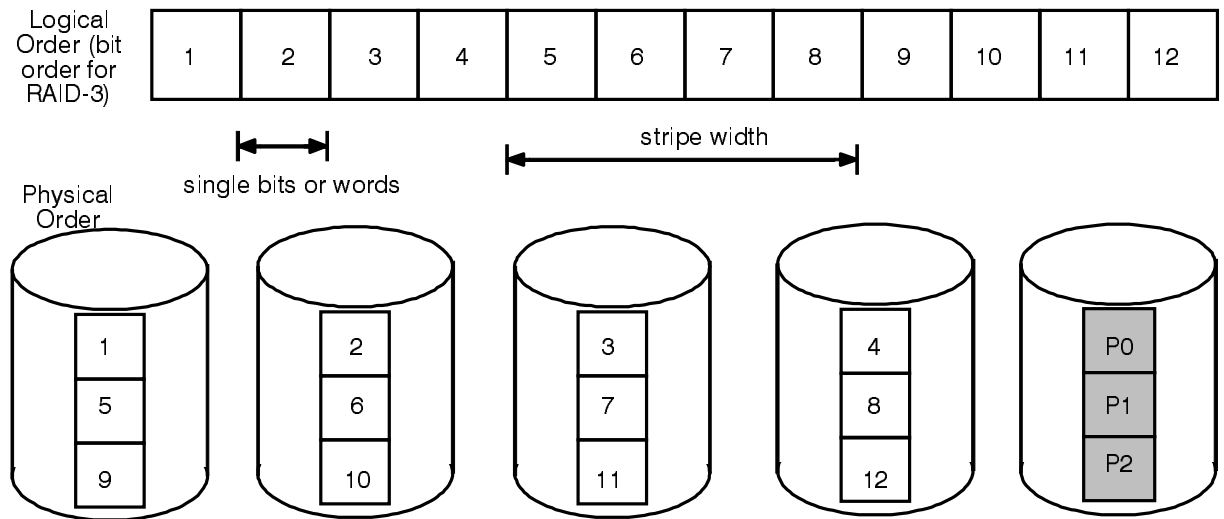 Logical
Order (bit
order for
RAID-3)
1 2 3 4 5 6 7 8 9 10 11 12
stripe width
single bits or words
Physical
Order
1 2 3 4 P0
5 6 7 8 P1
9 10 11 12 P2